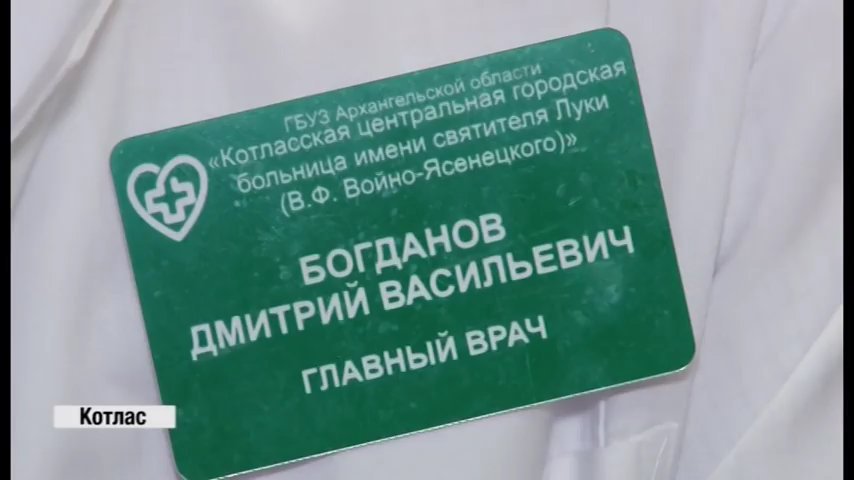 ГБУЗ Архангельской области
«Котласская центральная городская
больница имени святителя Луки
(В.Ф. Войно-Ясенецкого)»
БОГДАНОВ
ДМИТРИЙ ВАСИЛЬЕВИЧ
ГЛАВНЫЙ ВРАЧ
Котлас